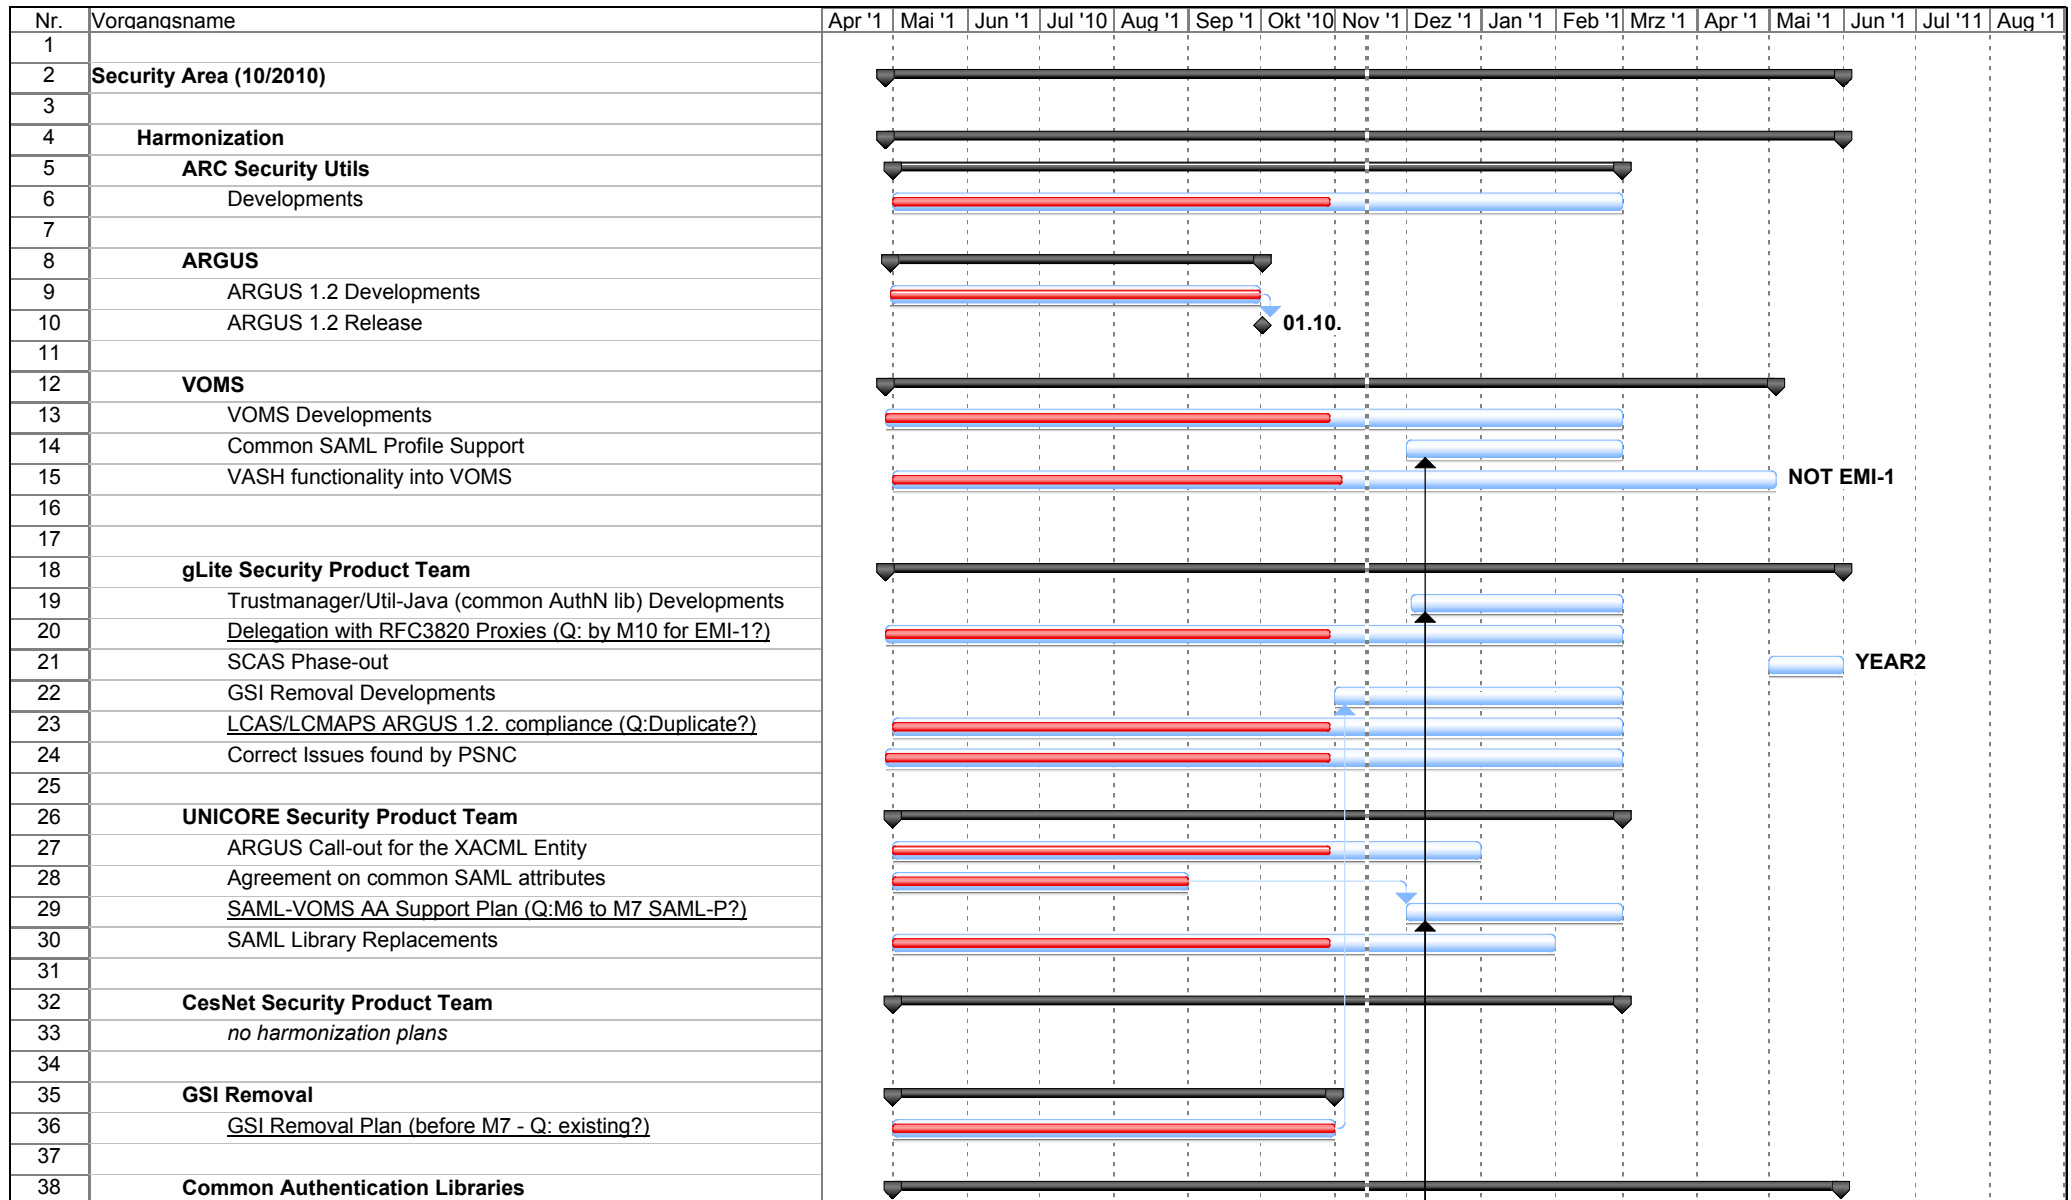 Nr. Vorgangsname Apr '1 Mai '1 Jun '1 Jul '10 Aug '1 Sep '1 Okt '10 Nov '1 Dez '1 Jan '1 Feb '1 Mrz '1 Apr '1 Mai '1 Jun '1 Jul '11 Aug '1
1
2 Security Area (10/2010)
3
4 Harmonization
5 ARC Security Utils
6 Developments
7
8 ARGUS
9 ARGUS 1.2 Developments
10 ARGUS 1.2 Release 01.10.
11
12 VOMS
13 VOMS Developments
14 Common SAML Profile Support
15 VASH functionality into VOMS NOT EMI-1
16
17
18 gLite Security Product Team
19 Trustmanager/Util-Java (common AuthN lib) Developments
20 Delegation with RFC3820 Proxies (Q: by M10 for EMI-1?)
21 SCAS Phase-out YEAR2
22 GSI Removal Developments
23 LCAS/LCMAPS ARGUS 1.2. compliance (Q:Duplicate?)
24 Correct Issues found by PSNC
25
26 UNICORE Security Product Team
27 ARGUS Call-out for the XACML Entity
28 Agreement on common SAML attributes
29 SAML-VOMS AA Support Plan (Q:M6 to M7 SAML-P?)
30 SAML Library Replacements
31
32 CesNet Security Product Team
33 no harmonization plans
34
35 GSI Removal
36 GSI Removal Plan (before M7 - Q: existing?)
37
38 Common Authentication Libraries